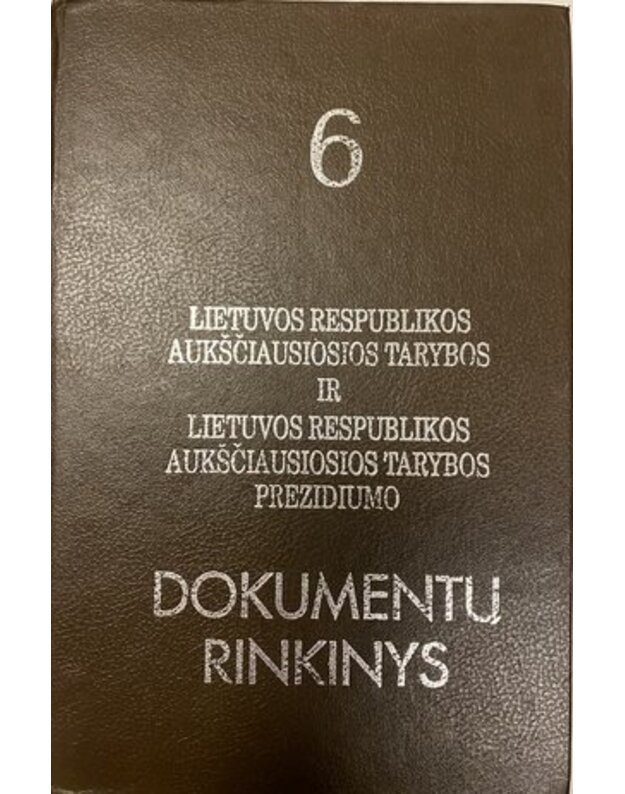 6
LIETUVOS RESPUBLIKOS
AUKŠČIAUSIOSIOS TARYBOS
IR
LIETUVOS RESPUBLIKOS
AUKŠČIAUSIOSIOS TARYBOS
PREZIDIUMO
DOKUMENTŲ
RINKINYS